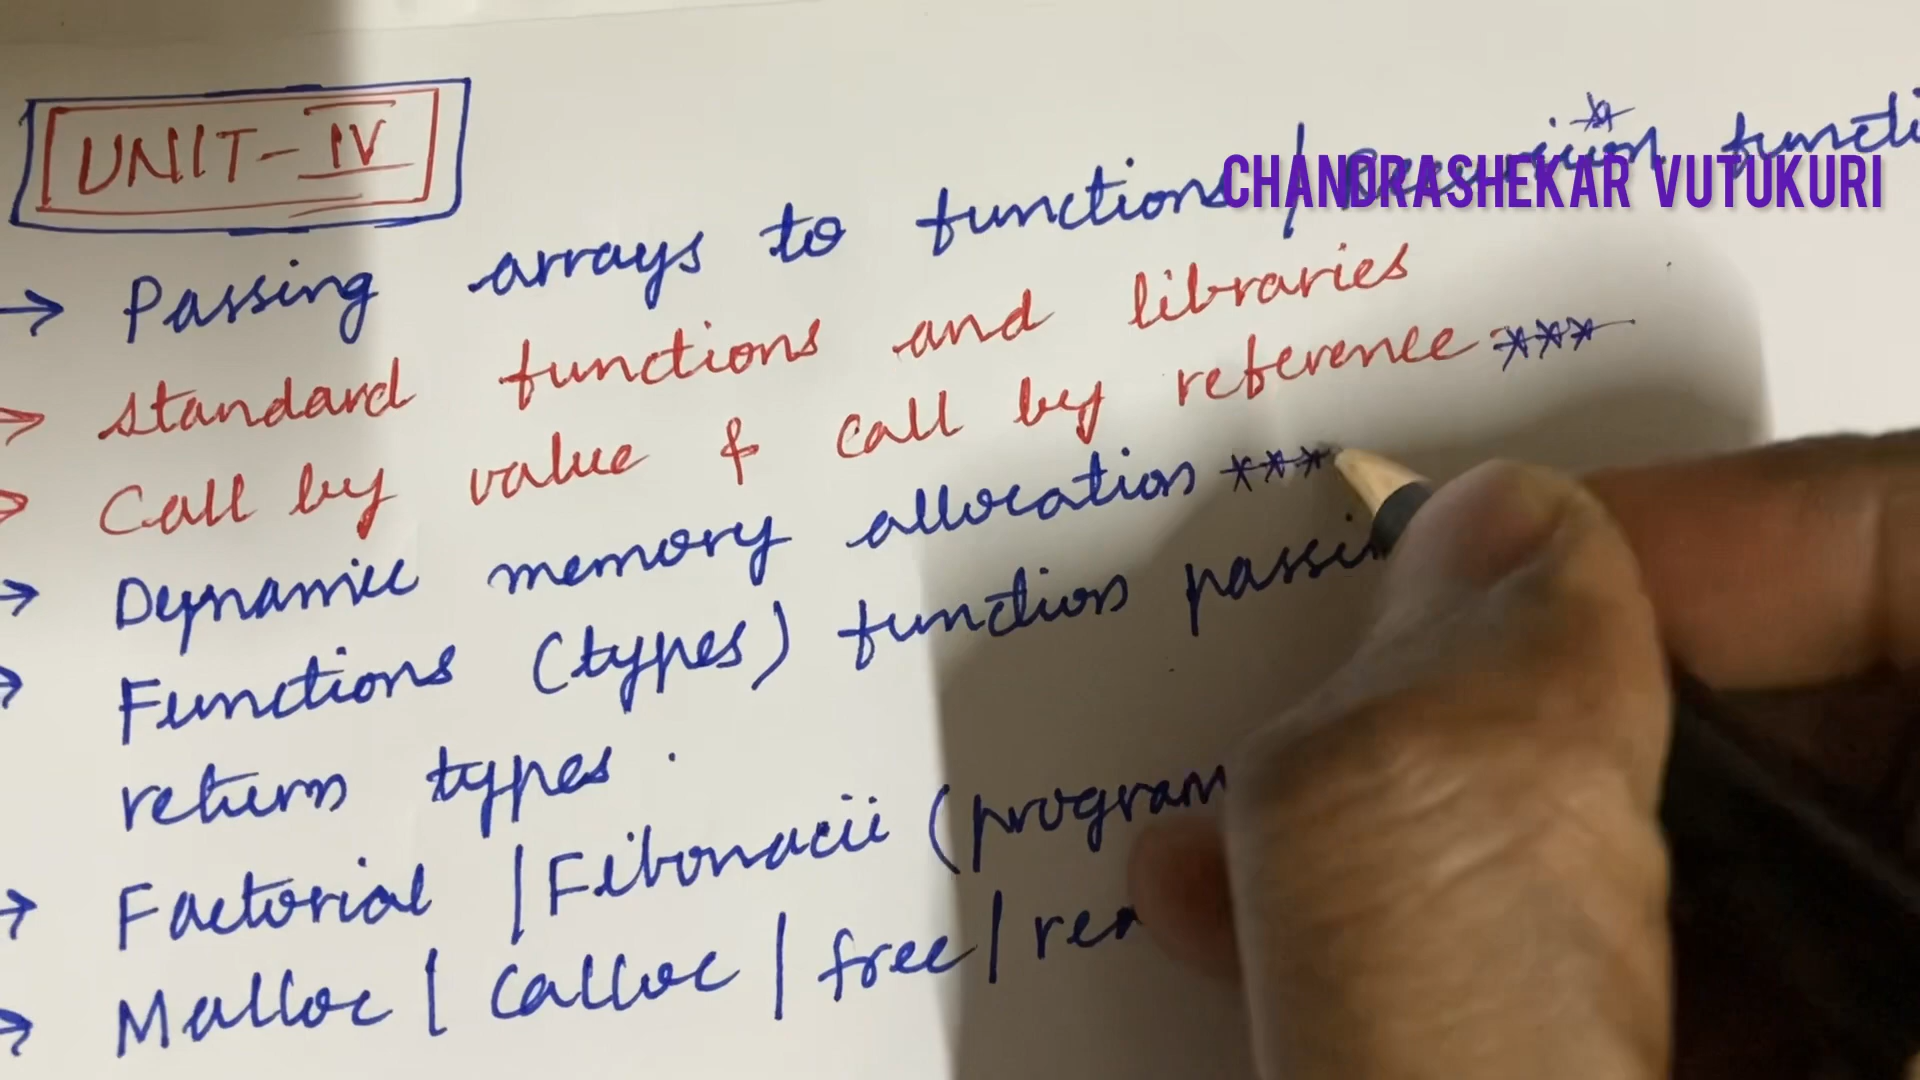 UNIT-IV
CHANDRASHEKAR VUTUKURI
→ Passing arrays to functions /
→ Standard functions and libraries
→ Call by value & call by reference ***
→ Dynamic memory allocation ***
→ Functions (types) function
return types.
→ Factorial | Fibonacii (program
→ Malloc | Calloc | free |